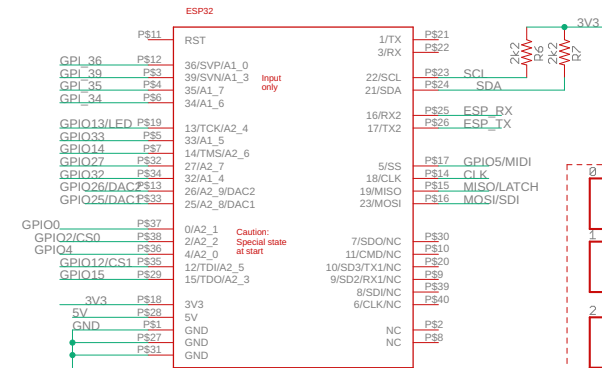 ESP32
P$11 RST 1/TX P$21
3/RX P$22
3V3
2k2 R6 2k2 R7
GPI_36 P$12 36/SVP/A1_0
GPI_39 P$3 39/SVN/A1_3 22/SCL P$23 SCL
GPI_35 P$4 35/A1_7 21/SDA P$24 SDA
GPI_34 P$6 34/A1_6
Input
only
16/RX2 P$25 ESP_RX
GPIO13/LED P$19 13/TCK/A2_4 17/TX2 P$26 ESP_TX
GPIO33 P$5 33/A1_5
GPIO14 P$7 14/TMS/A2_6
GPIO27 P$32 27/A2_7 5/SS P$17 GPIO5/MIDI
GPIO32 P$34 32/A1_4 18/CLK P$14 CLK
GPIO26/DAC2 P$13 26/A2_9/DAC2 19/MISO P$15 MISO/LATCH
GPIO25/DAC1 P$33 25/A2_8/DAC1 23/MOSI P$16 MOSI/SDI
0
GPIO0 P$37 0/A2_1
GPIO2/CS0 P$38 2/A2_2 7/SDO/NC P$30
GPIO4 P$36 4/A2_0 11/CMD/NC P$10
GPIO12/CS1 P$35 12/TDI/A2_5 10/SD3/TX1/NC P$20
GPIO15 P$29 15/TDO/A2_3 9/SD2/RX1/NC P$9
Caution:
Special state
at start
1
8/SDI/NC P$39
3V3 P$18 3V3 6/CLK/NC P$40
5V P$28 5V
GND P$1 GND NC P$2
P$27 GND NC P$8
P$31 GND
2